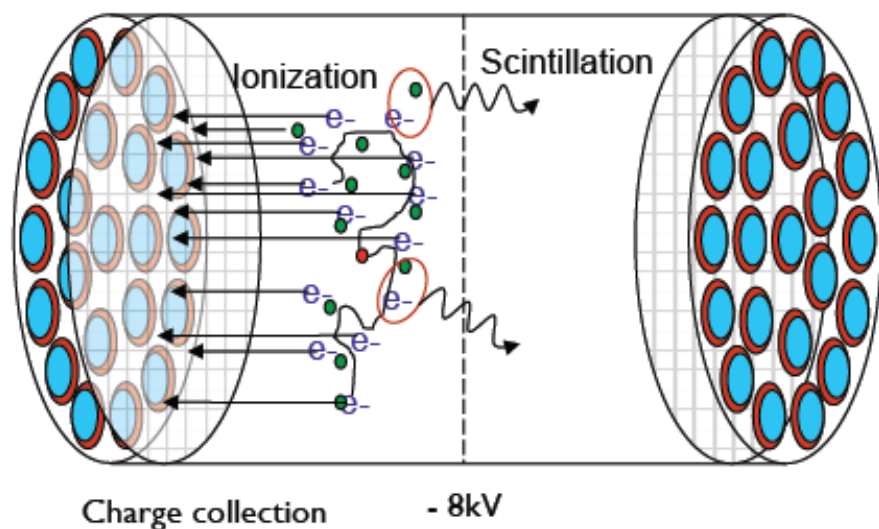 Ionization Scintillation
e- e-
e-
e-
e-
e-
e-
e-
e- e-
e-
e-
e-
Charge collection - 8kV